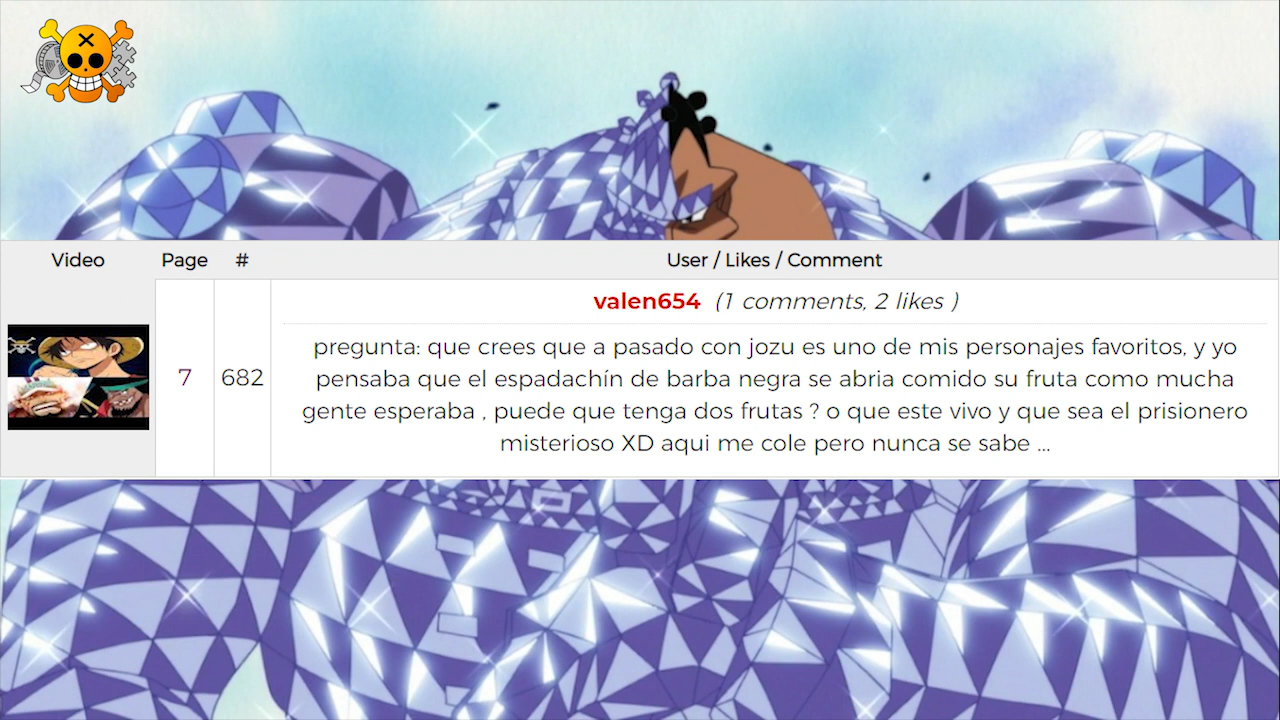 Video Page # User / Likes / Comment
valen654 (1 comments, 2 likes )
7 682
pregunta: que crees que a pasado con jozu es uno de mis personajes favoritos, y yo
pensaba que el espadachín de barba negra se abria comido su fruta como mucha
gente esperaba , puede que tenga dos frutas ? o que este vivo y que sea el prisionero
misterioso XD aqui me cole pero nunca se sabe ...